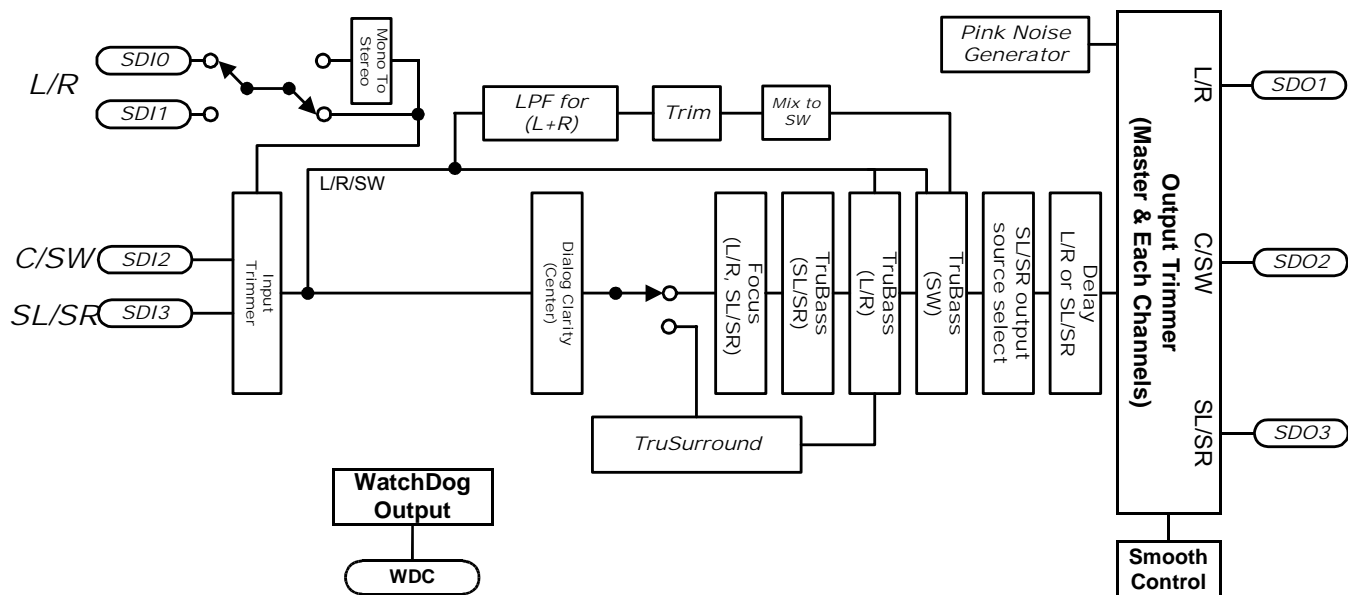 L/R
SDI0
SDI1
Mono To
Stereo
LPF for
(L+R)
Trim
Mix to
SW
Pink Noise
Generator
L/R/SW
C/SW
SDI2
SL/SR
SDI3
Input
Trimmer
Dialog Clarity
(Center)
Focus
(L/R, SL/SR)
TruBass
(SL/SR)
TruBass
(L/R)
TruBass
(SW)
SL/SR output
source select
Delay
L/R or SL/SR
Output Trimmer
(Master & Each Channels)
L/R
SDO1
C/SW
SDO2
SL/SR
SDO3
TruSurround
WatchDog
Output
WDC
Smooth
Control